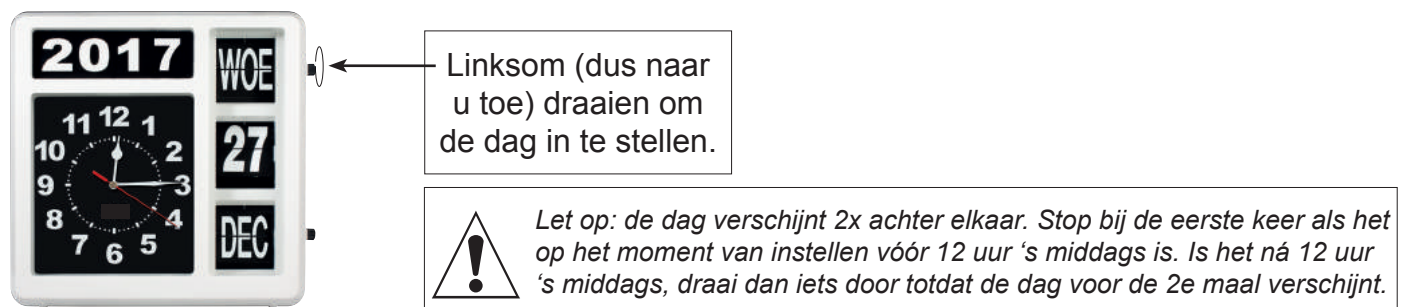 2017
WOE
27
DEC
11 12 1
10 2
9 3
8 4
7 6 5
Linksom (dus naar
u toe) draaien om
de dag in te stellen.
Let op: de dag verschijnt 2x achter elkaar. Stop bij de eerste keer als het
op het moment van instellen vóór 12 uur ‘s middags is. Is het ná 12 uur
‘s middags, draai dan iets door totdat de dag voor de 2e maal verschijnt.